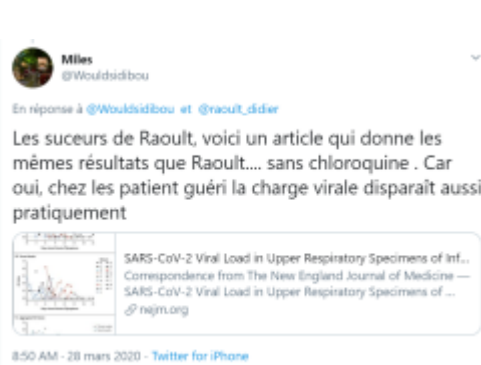 Miles
@Wouldsidibou
En réponse à @Wouldsidibou et @raoult_didier
Les suceurs de Raoult, voici un article qui donne les
mêmes résultats que Raoult.... sans chloroquine . Car
oui, chez les patient guéri la charge virale disparaît aussi
pratiquement
SARS-CoV-2 Viral Load in Upper Respiratory Specimens of Inf...
Correspondence from The New England Journal of Medicine —
SARS-CoV-2 Viral Load in Upper Respiratory Specimens of ...
nejm.org
8:50 AM · 28 mars 2020 · Twitter for iPhone